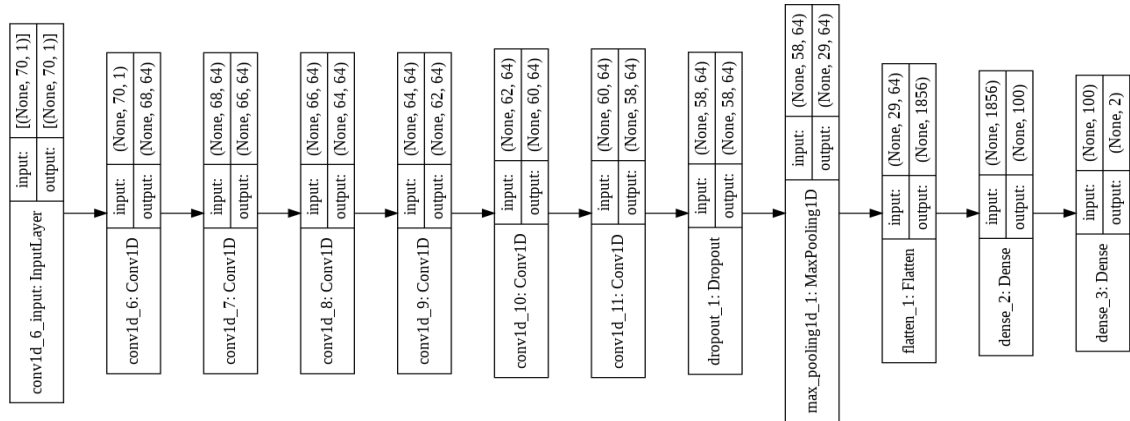 conv1d_6_input: InputLayer
input: [(None, 70, 1)]
output: [(None, 70, 1)]
conv1d_6: Conv1D
input: (None, 70, 1)
output: (None, 68, 64)
conv1d_7: Conv1D
input: (None, 68, 64)
output: (None, 66, 64)
conv1d_8: Conv1D
input: (None, 66, 64)
output: (None, 64, 64)
conv1d_9: Conv1D
input: (None, 64, 64)
output: (None, 62, 64)
conv1d_10: Conv1D
input: (None, 62, 64)
output: (None, 60, 64)
conv1d_11: Conv1D
input: (None, 60, 64)
output: (None, 58, 64)
dropout_1: Dropout
input: (None, 58, 64)
output: (None, 58, 64)
max_pooling1d_1: MaxPooling1D
input: (None, 58, 64)
output: (None, 29, 64)
flatten_1: Flatten
input: (None, 29, 64)
output: (None, 1856)
dense_2: Dense
input: (None, 1856)
output: (None, 100)
dense_3: Dense
input: (None, 100)
output: (None, 2)